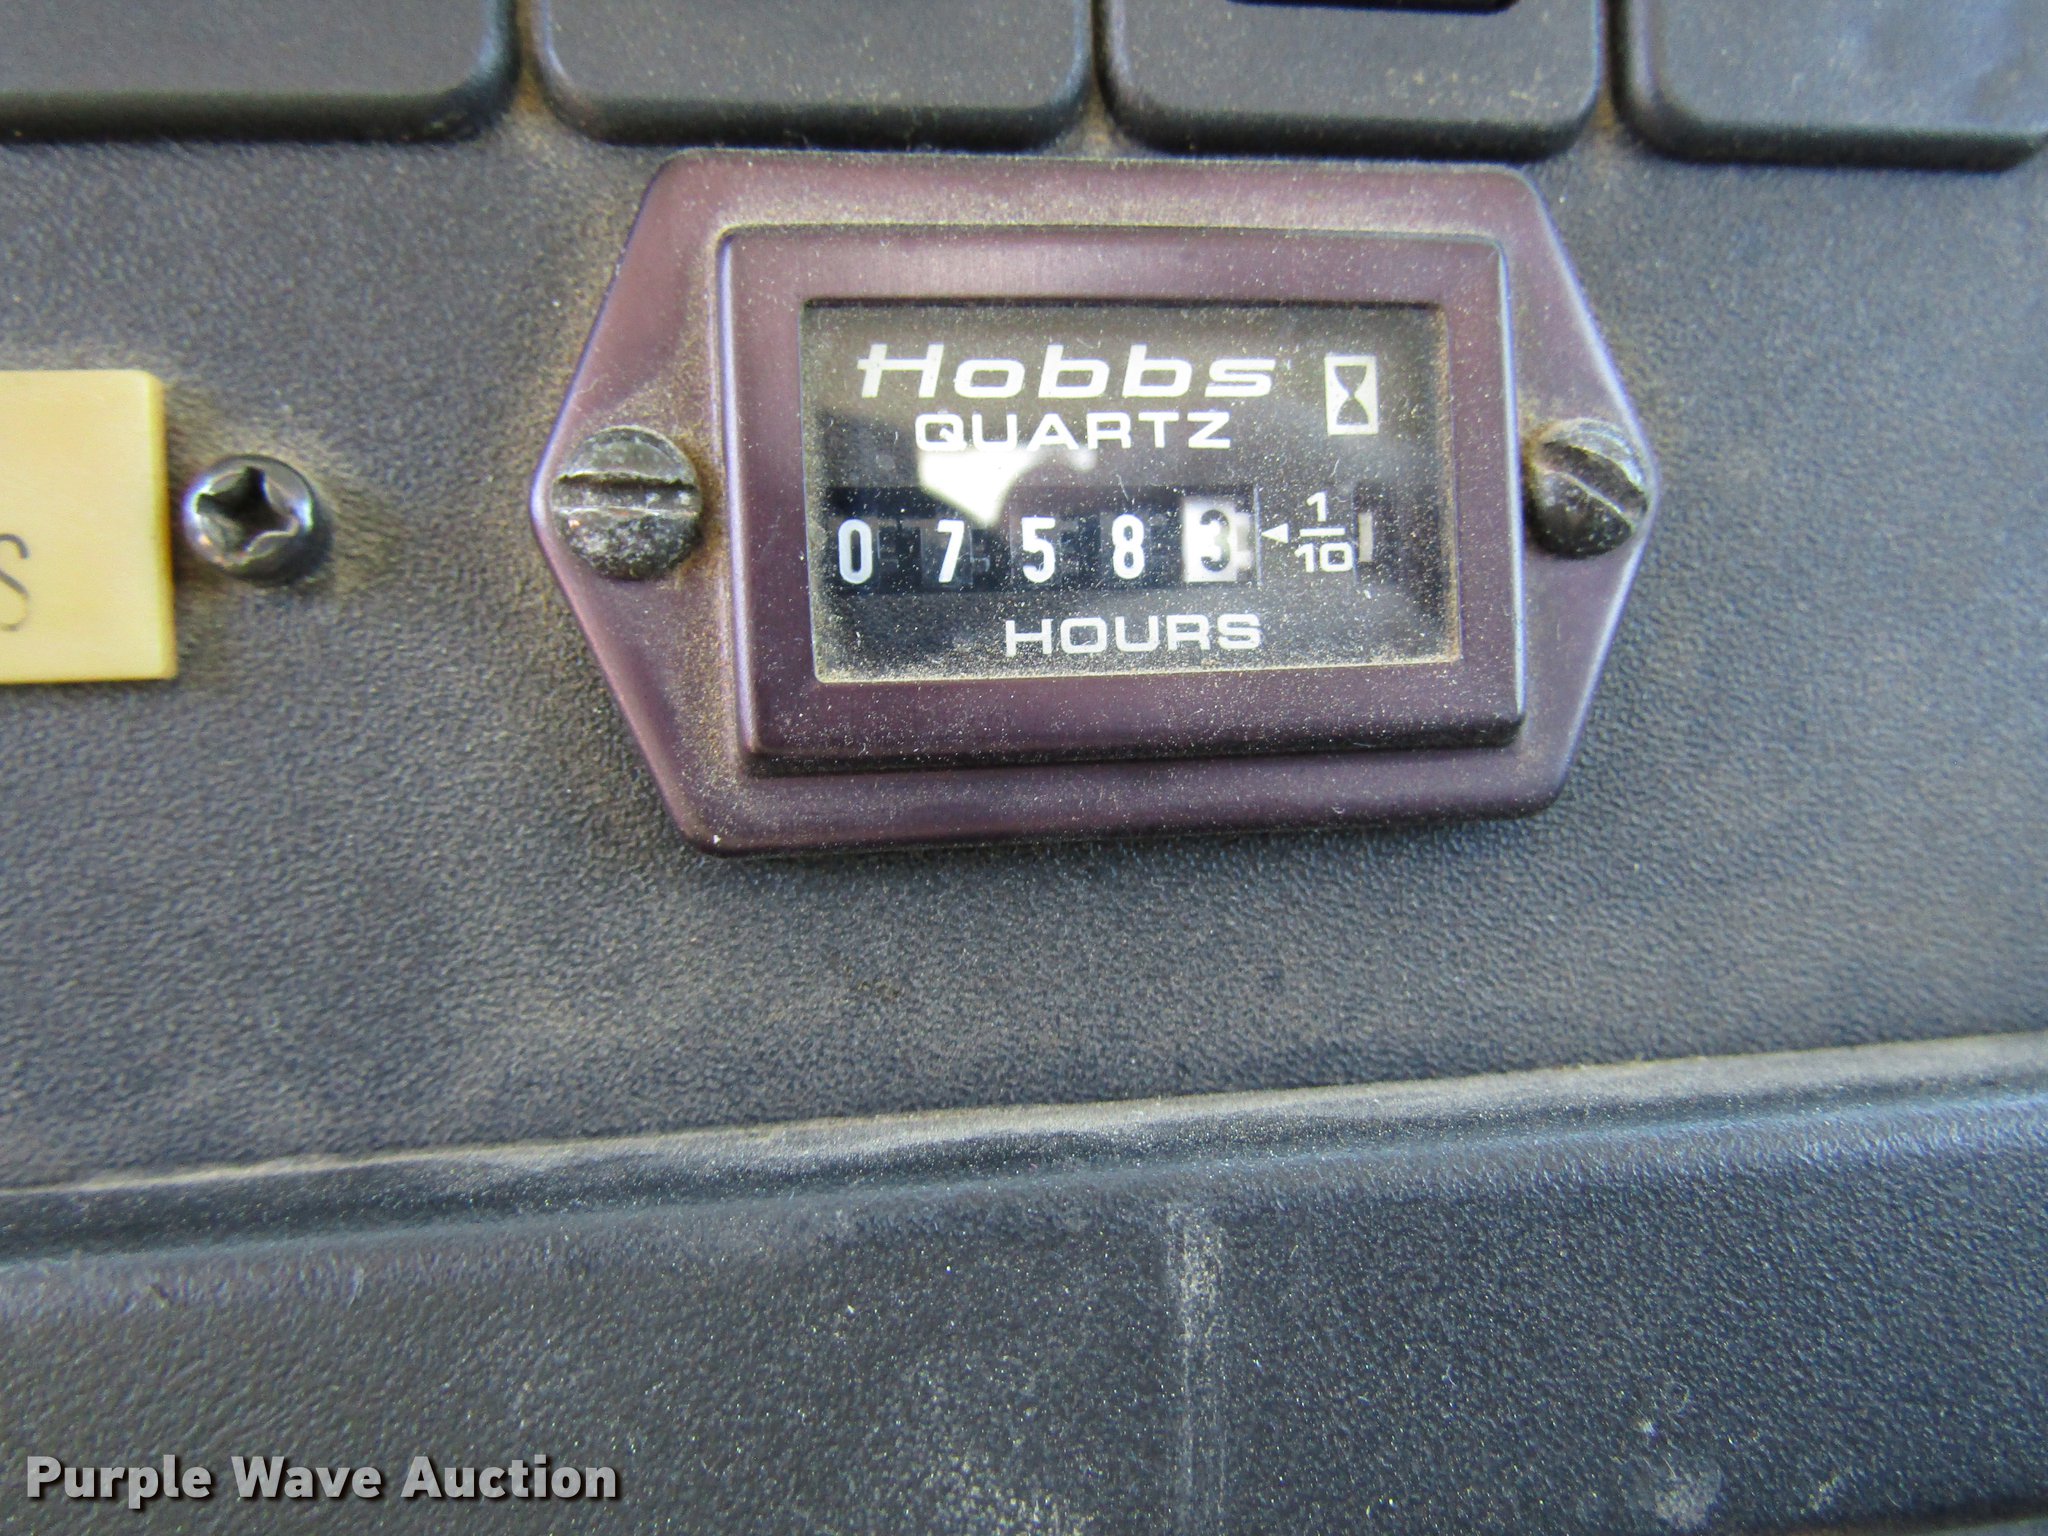 Hobbs
QUARTZ
0 7 5 8 3 ◄ 1/10
HOURS
S
Purple Wave Auction